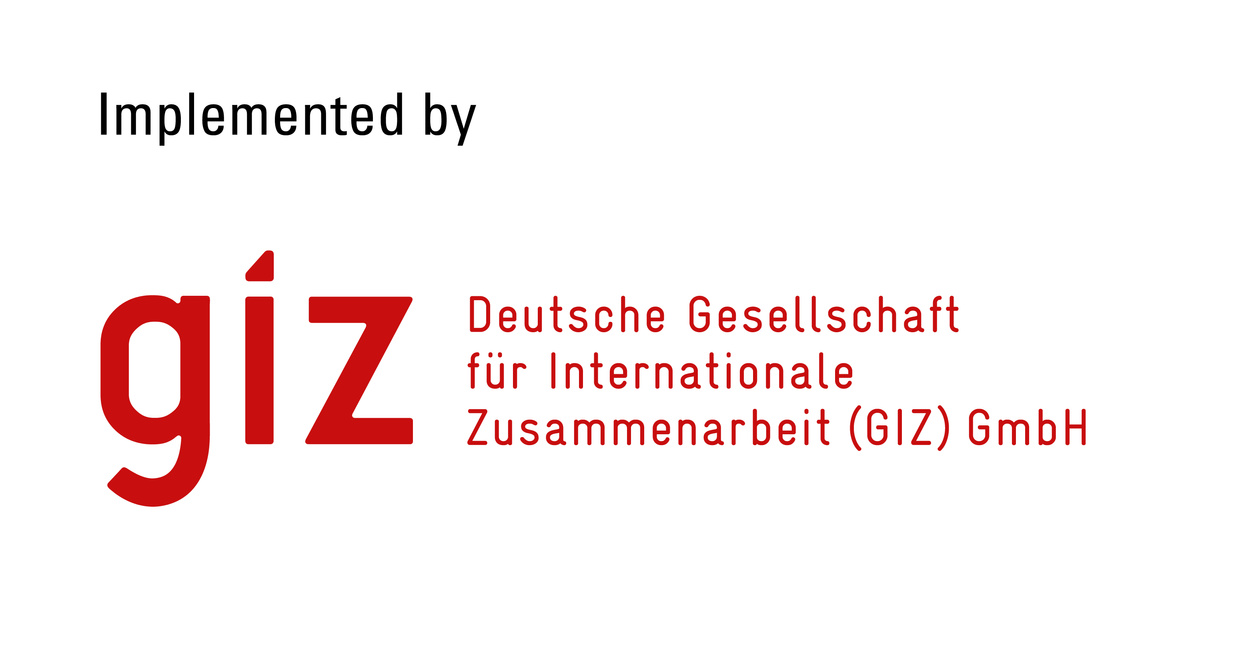 Implemented by
giz
Deutsche Gesellschaft
für Internationale
Zusammenarbeit (GIZ) GmbH